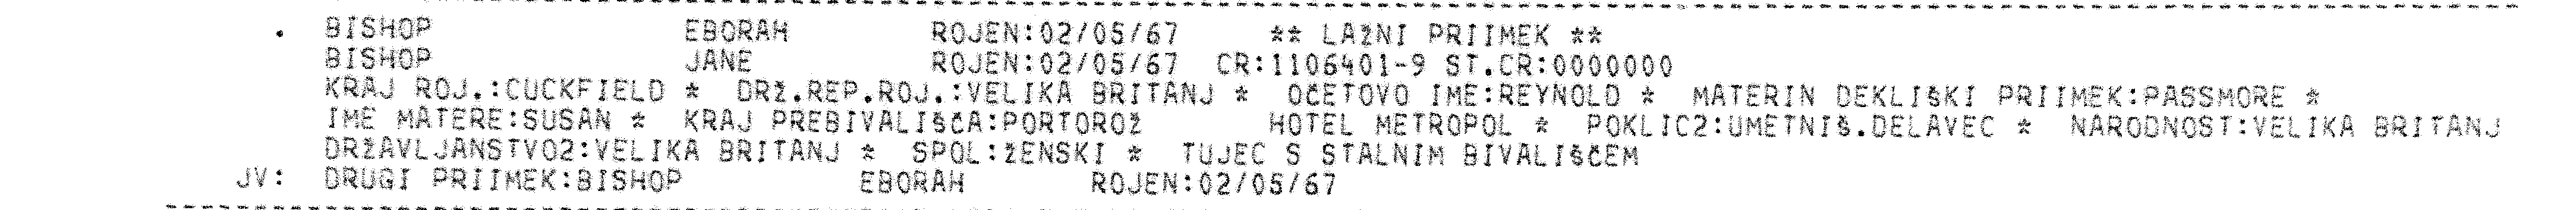 . BISHOP EBORAH ROJEN:02/05/67 ** LAŽNI PRIIMEK **
BISHOP JANE ROJEN:02/05/67 CR:1106401-9 ST.CR:0000000
KRAJ ROJ.:CUCKFIELD * DRŽ.REP.ROJ.:VELIKA BRITANJ * OČETOVO IME:REYNOLD * MATERIN DEKLIŠKI PRIIMEK:PASSMORE *
IME MATERE:SUSAN * KRAJ PREBIVALIŠČA:PORTOROŽ HOTEL METROPOL * POKLIC2:UMETNIŠ.DELAVEC * NARODNOST:VELIKA BRITANJ
DRŽAVLJANSTVO2:VELIKA BRITANJ * SPOL:ŽENSKI * TUJEC S STALNIM BIVALIŠČEM
JV: DRUGI PRIIMEK:BISHOP EBORAH ROJEN:02/05/67